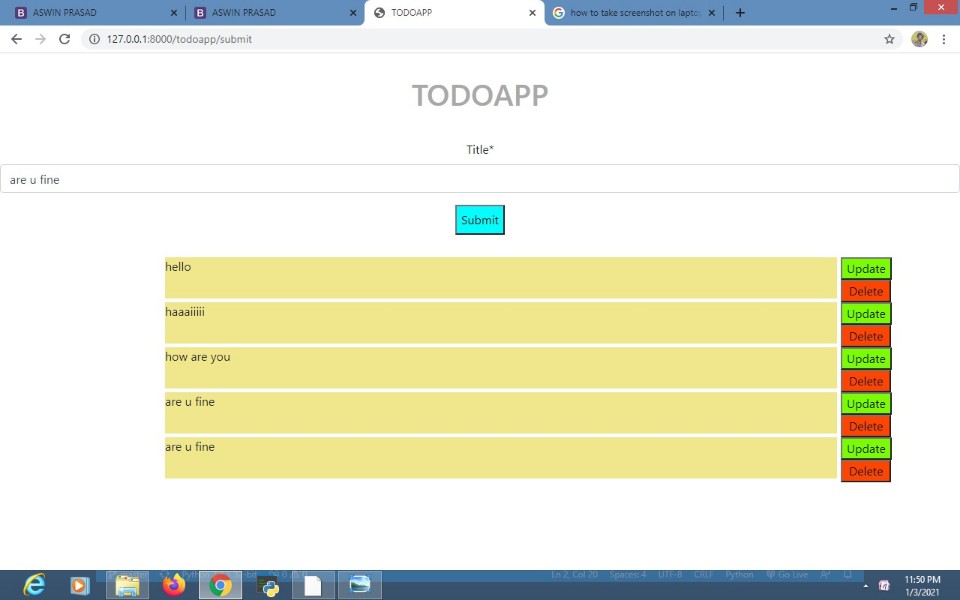 ASWIN PRASAD
ASWIN PRASAD
TODOAPP
how to take screenshot on lapto
127.0.0.1:8000/todoapp/submit
TODOAPP
Title*
are u fine
Submit
hello
Update
Delete
haaaiiiii
Update
Delete
how are you
Update
Delete
are u fine
Update
Delete
are u fine
Update
Delete
Ln 2, Col 20 Spaces: 4 UTF-8 CRLF Python Go Live
11:50 PM
1/3/2021